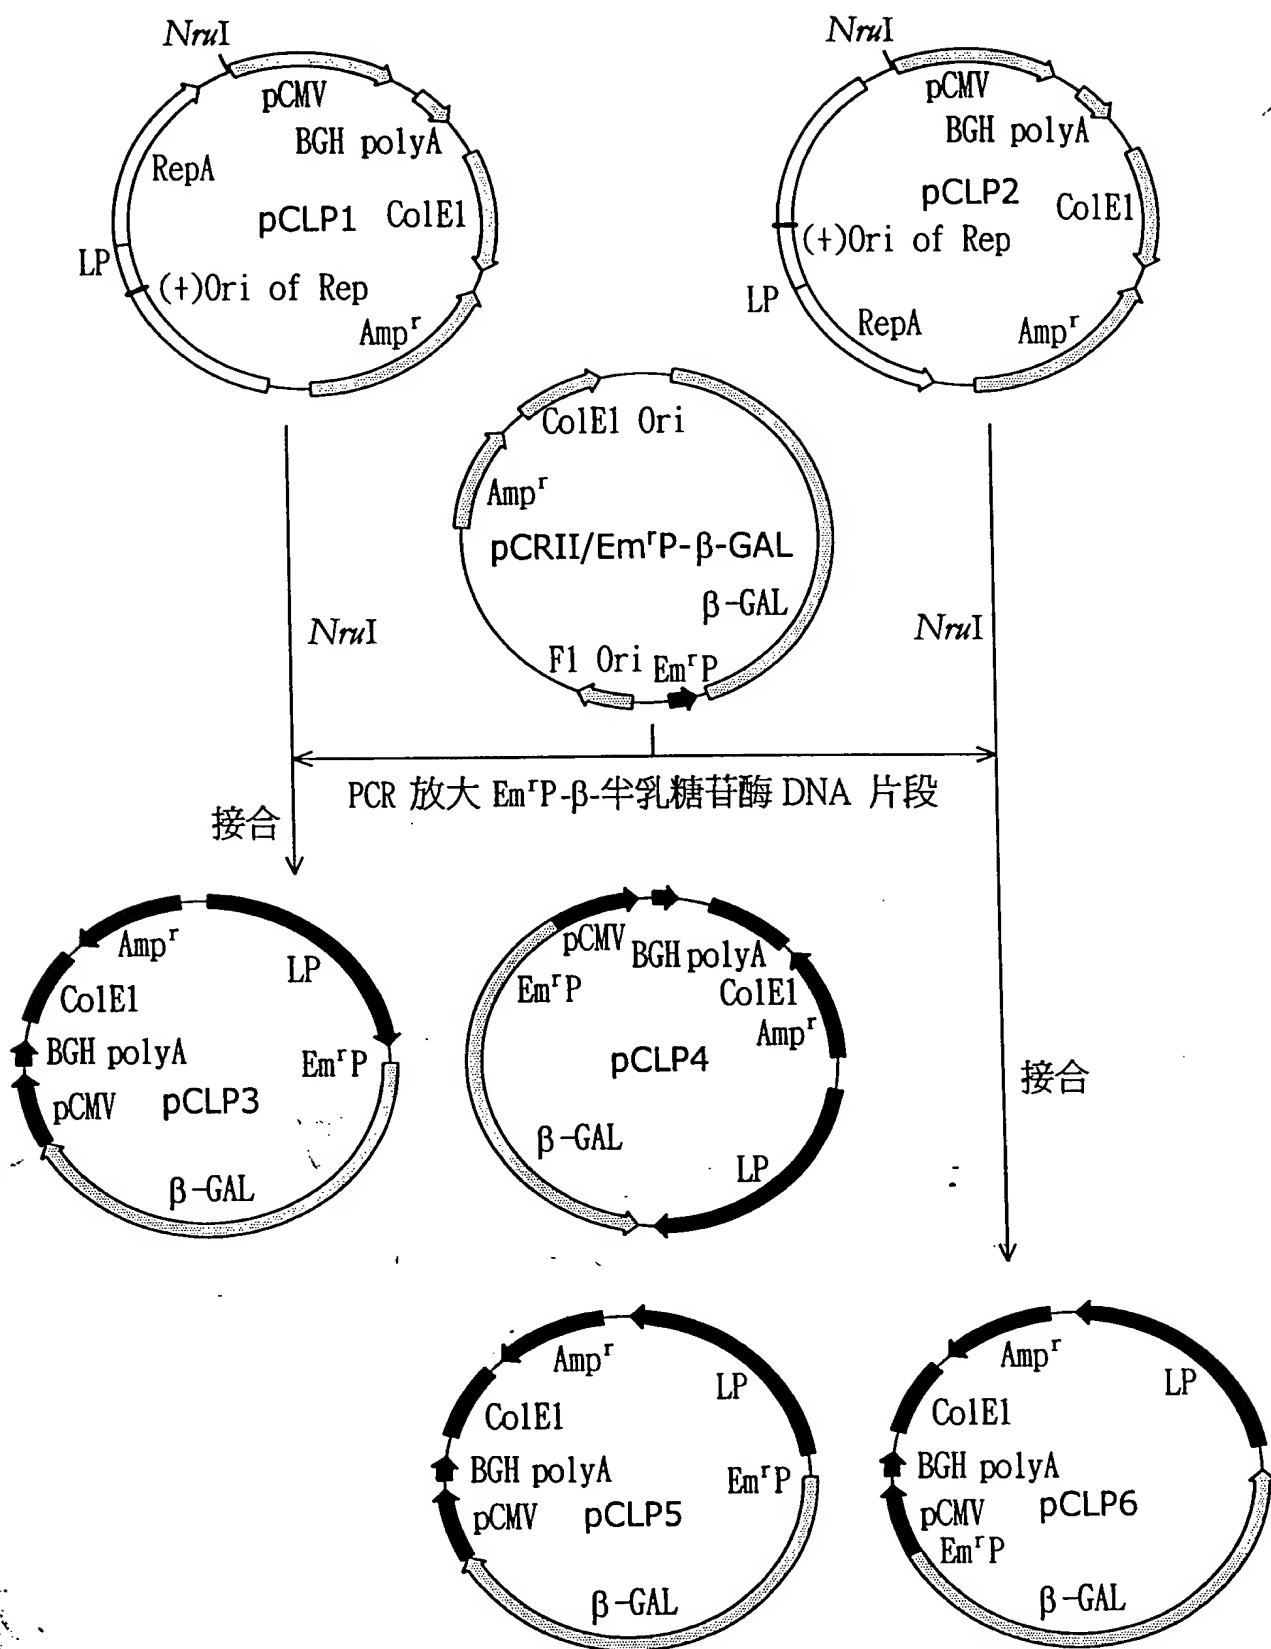 NruI
pCMV
BGH polyA
RepA
pCLP1
ColE1
LP
(+)Ori of Rep
Ampʳ
NruI
pCMV
BGH polyA
pCLP2
ColE1
(+)Ori of Rep
LP
RepA
Ampʳ
ColE1 Ori
Ampʳ
pCRII/EmʳP-β-GAL
β-GAL
F1 Ori
EmʳP
NruI
NruI
PCR 放大 EmʳP-β-半乳糖苷酶 DNA 片段
接合
Ampʳ
LP
ColE1
BGH polyA
EmʳP
pCMV
pCLP3
β-GAL
pCMV
BGH polyA
EmʳP
ColE1
Ampʳ
pCLP4
β-GAL
LP
接合
Ampʳ
LP
ColE1
BGH polyA
EmʳP
pCMV
pCLP5
β-GAL
Ampʳ
LP
ColE1
BGH polyA
pCMV
pCLP6
EmʳP
β-GAL